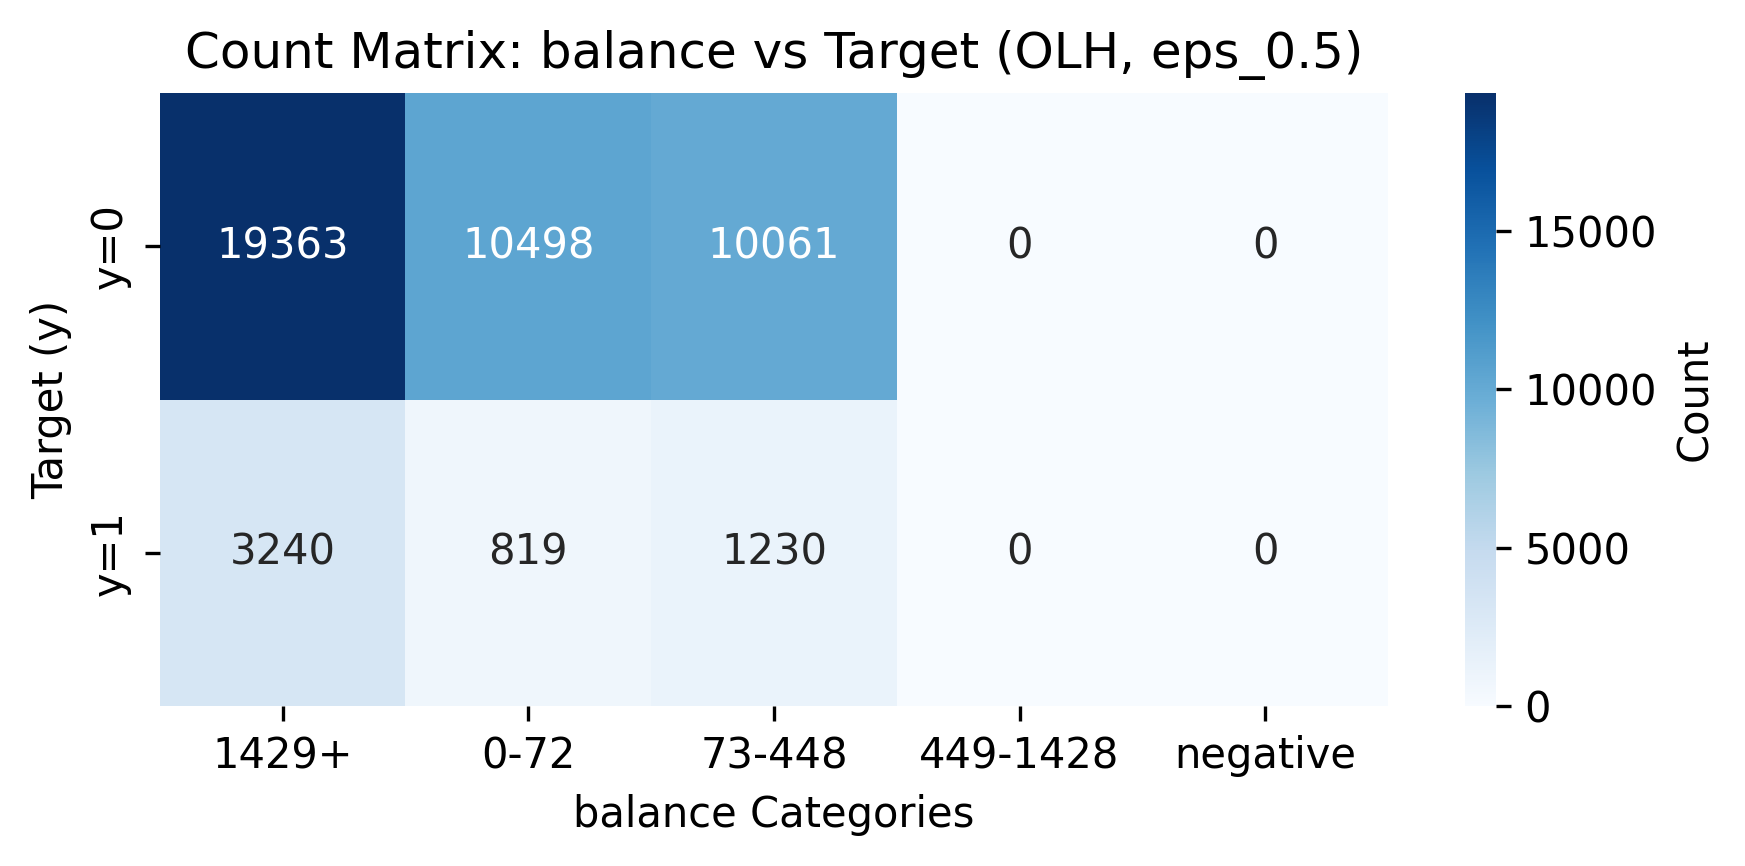 Count Matrix: balance vs Target (OLH, eps_0.5)
Target (y)
y=0
19363 10498 10061 0 0
y=1
3240 819 1230 0 0
1429+ 0-72 73-448 449-1428 negative
balance Categories
15000
10000
5000
0
Count